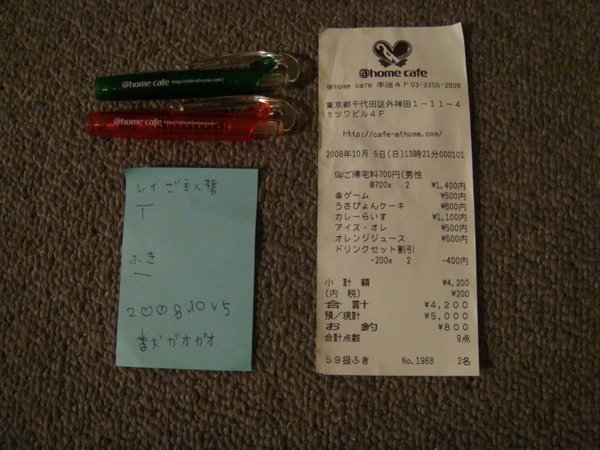 @home cafe
@home cafe
@home cafe
@home cafe 本店4F 03-3255-2808
東京都千代田区外神田1-11-4
ミツワビル4F
http://cafe-athome.com/
2008年10月 5日(日)13時21分000101
GWご帰宅料700円(男性
@700x 2 ¥1,400内
@ゲーム ¥500内
うさぴょんケーキ ¥600内
カレーらいす ¥1,100内
アイス・オレ ¥500内
オレンジジュース ¥500内
ドリンクセット割引
-200x 2 -400内
小 計 額 ¥4,200
(内 税) ¥200
合 計 ¥4,200
預/現計 ¥5,000
お 釣 ¥800
合計点数 9点
59扱ふき No.1968 2名
レイご主人様
ふき
2008.10.5
ガオガオ